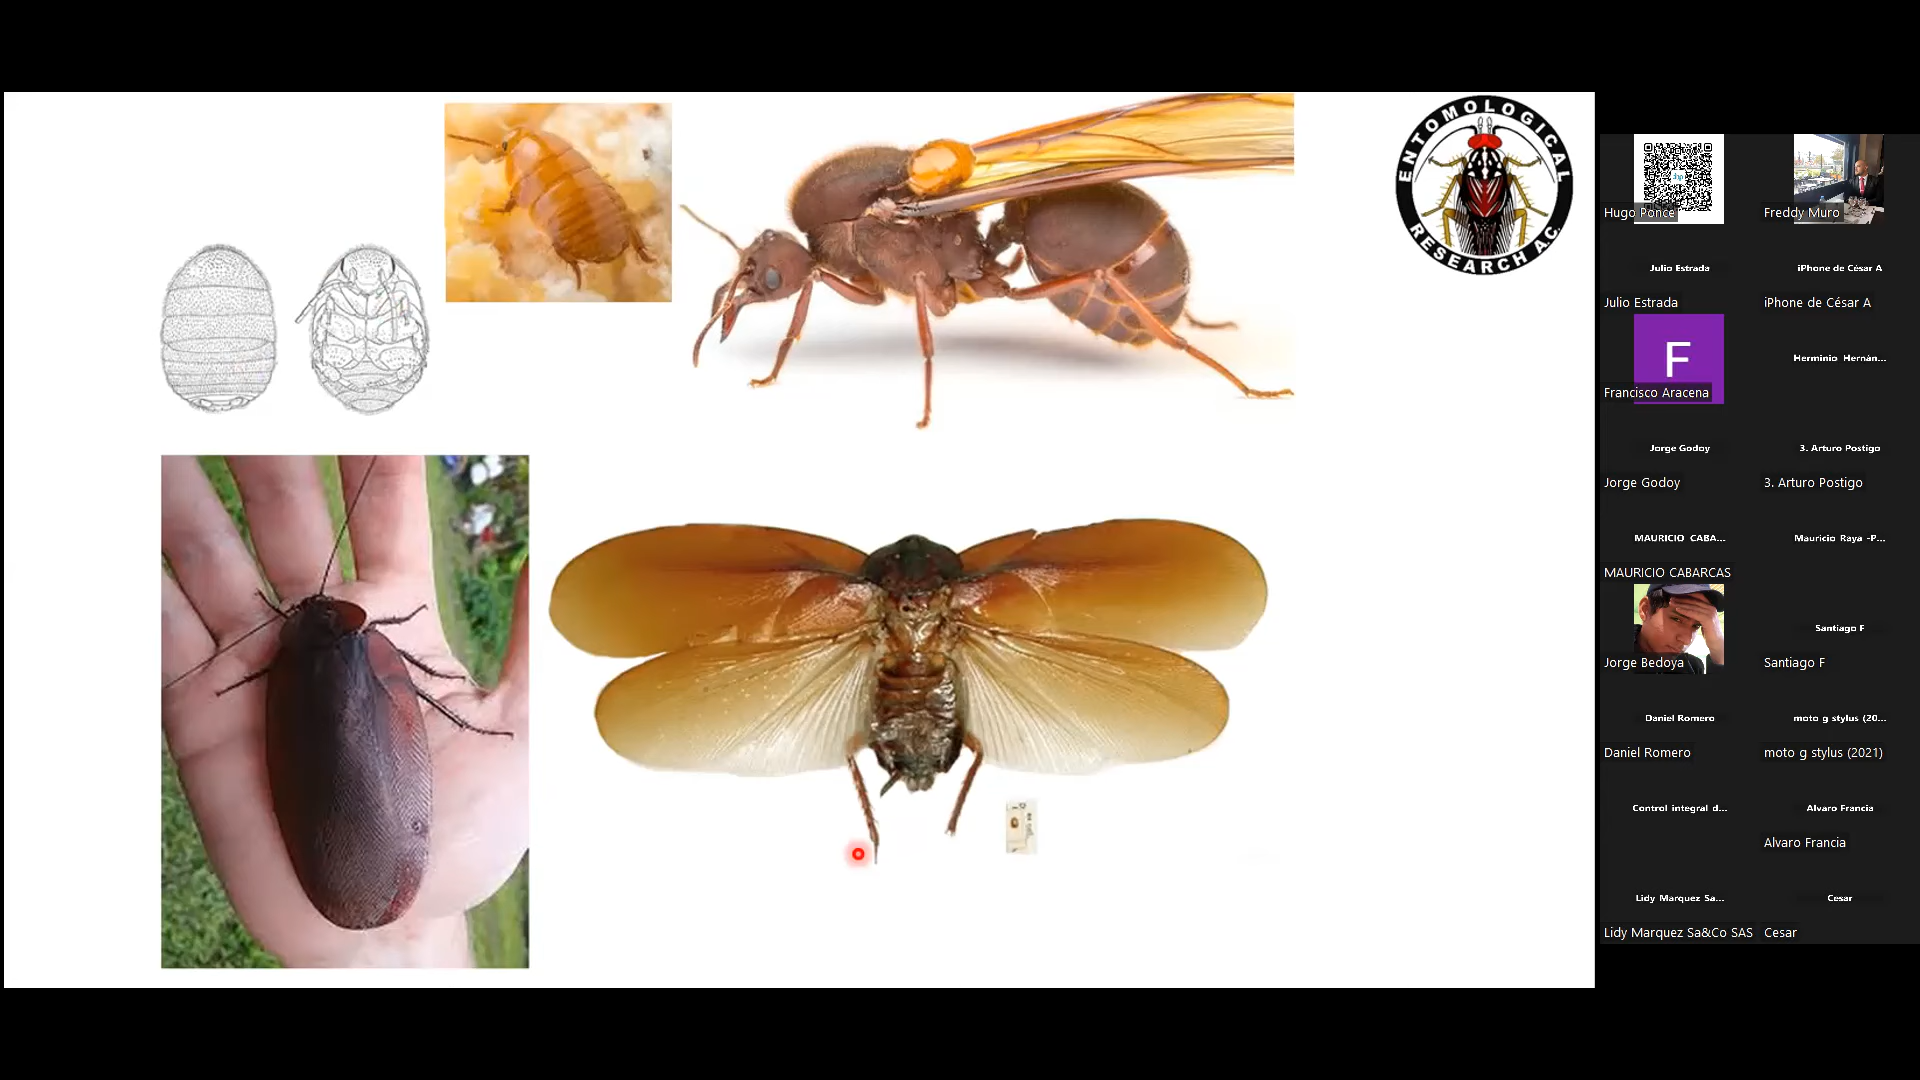 ENTOMOLOGICAL
RESEARCH A.C.
Hugo Ponce
Freddy Muro
Julio Estrada
iPhone de César A
Julio Estrada
iPhone de César A
F
Francisco Aracena
Herminio Hernán...
Jorge Godoy
3. Arturo Postigo
Jorge Godoy
3. Arturo Postigo
MAURICIO CABA...
Mauricio Raya -P...
MAURICIO CABARCAS
Santiago F
Jorge Bedoya
Santiago F
Daniel Romero
moto g stylus (20...
Daniel Romero
moto g stylus (2021)
Control integral d...
Alvaro Francia
Alvaro Francia
Lidy Marquez Sa...
Cesar
Lidy Marquez Sa&Co SAS
Cesar